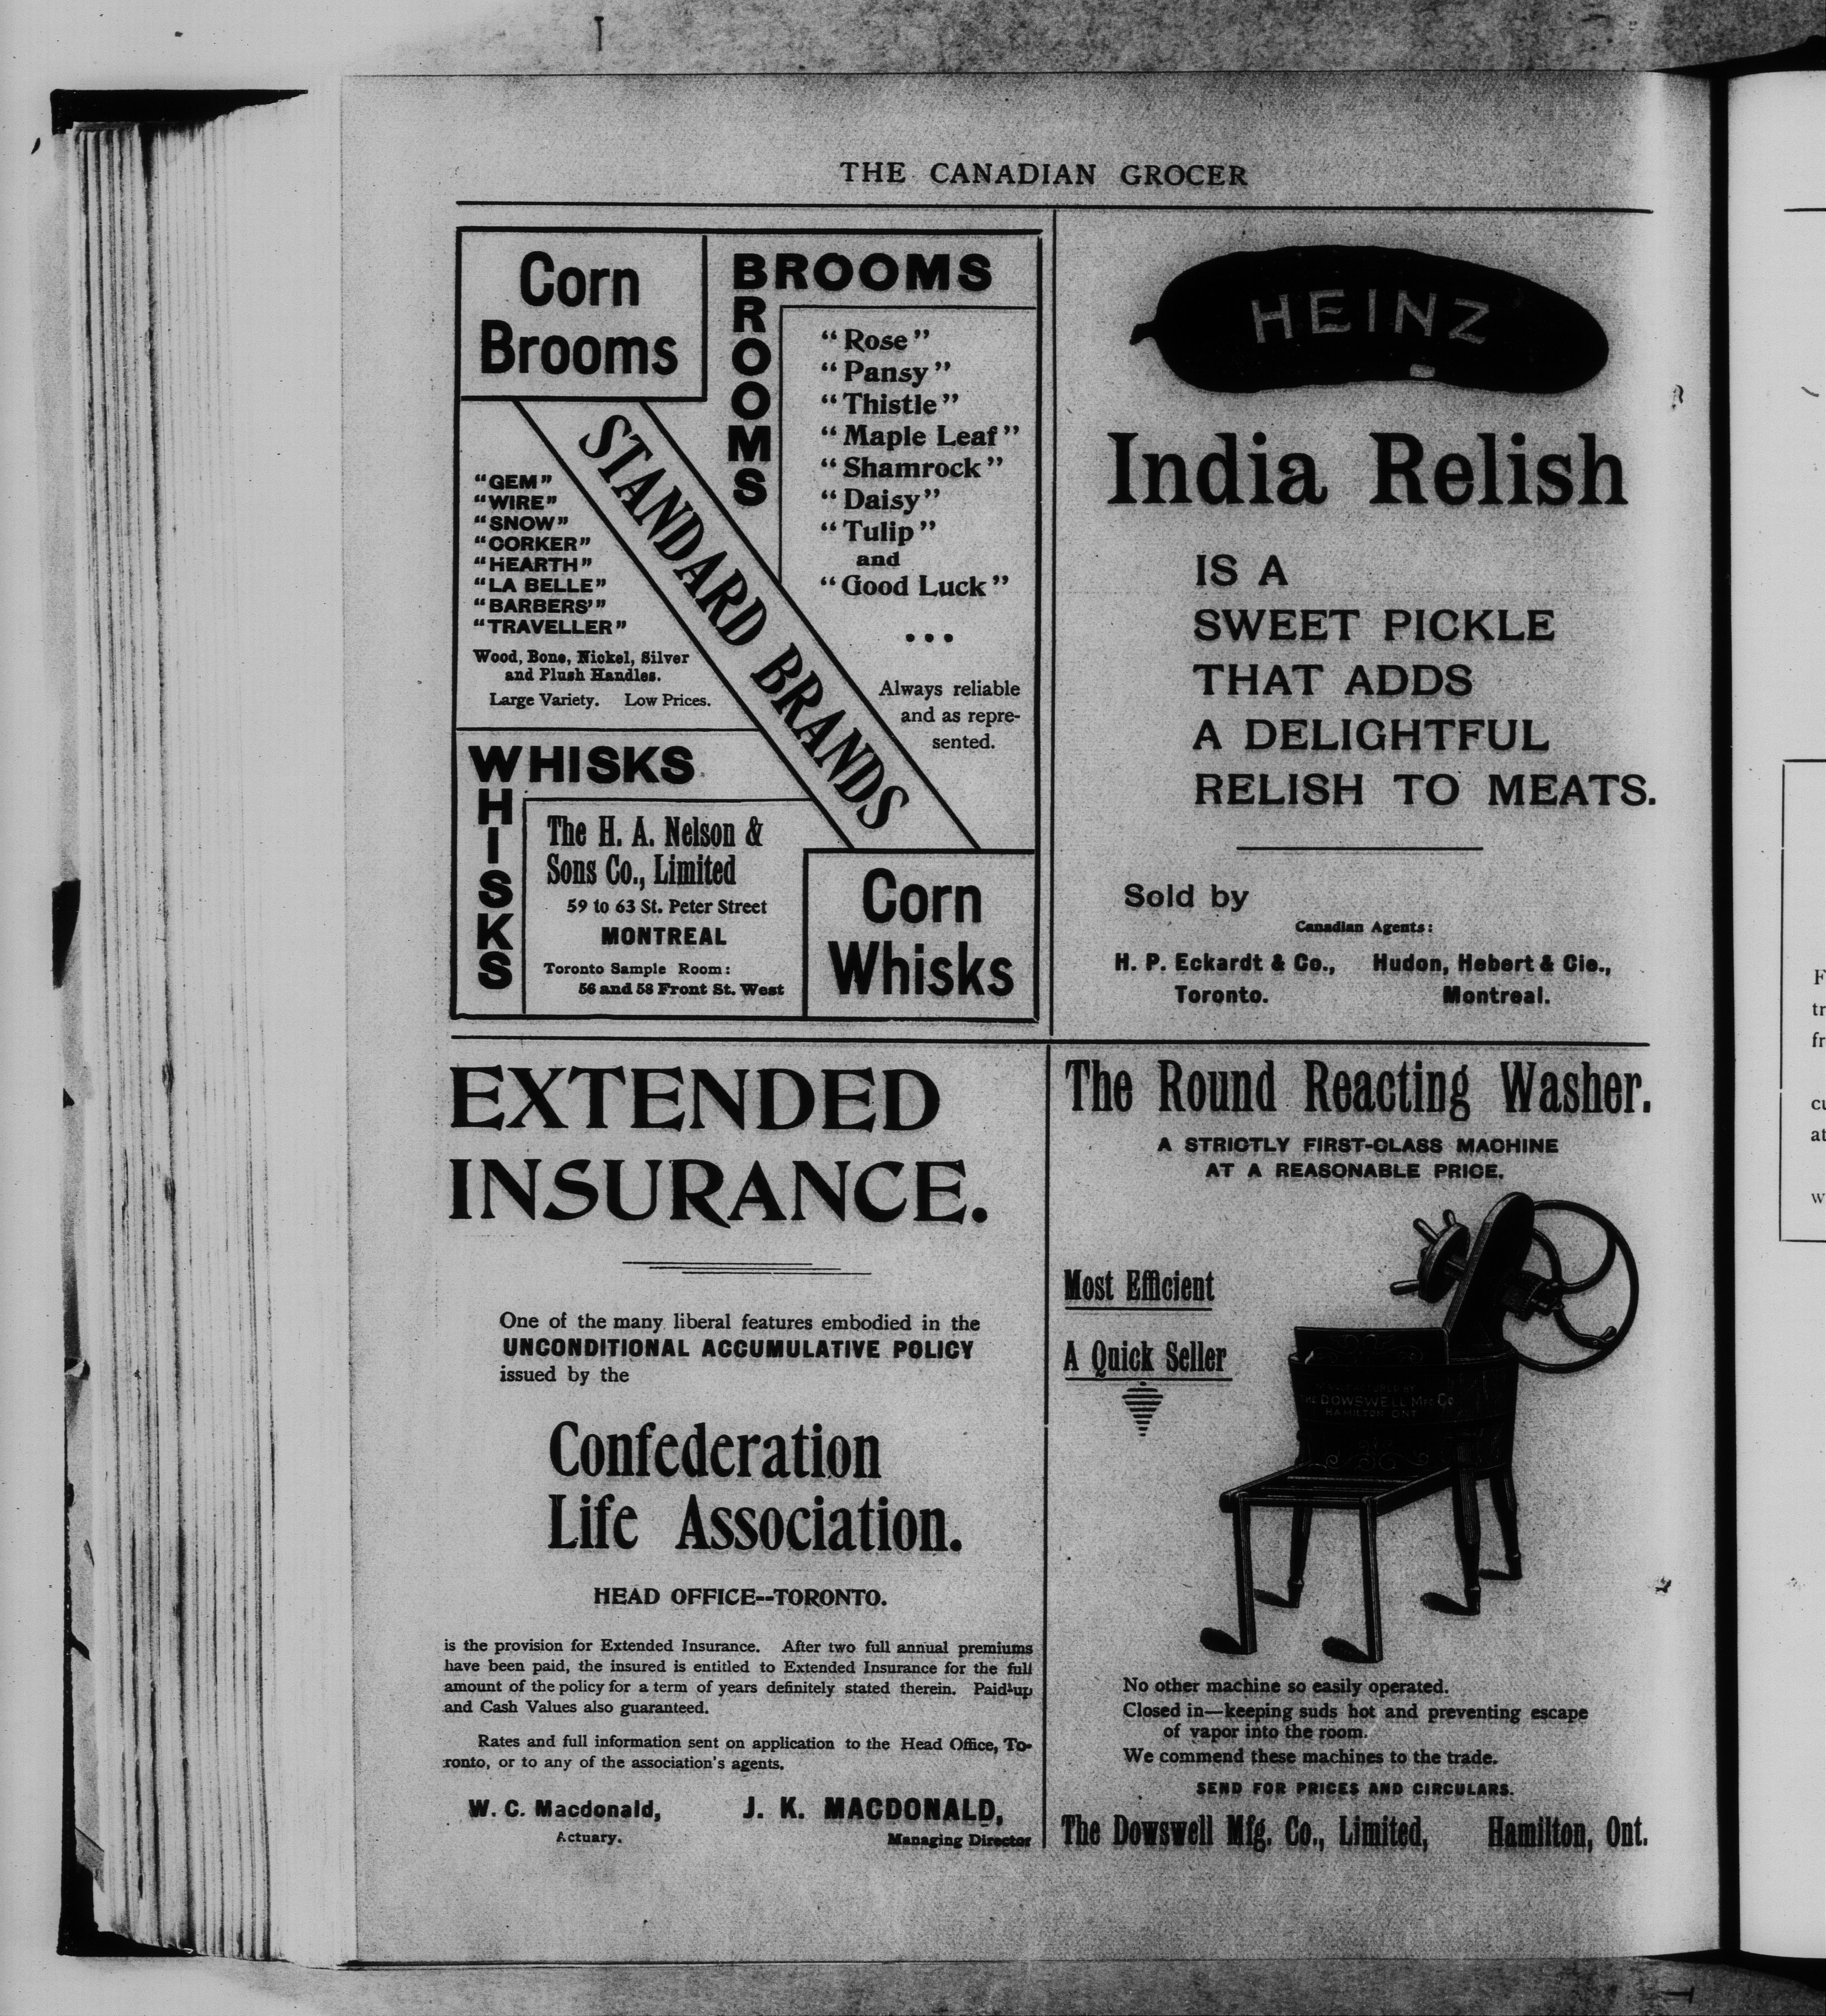 THE CANADIAN GROCER
Corn
Brooms
BROOMS
BROOMS
"Rose"
"Pansy"
"Thistle"
"Maple Leaf"
"Shamrock"
"Daisy"
"Tulip"
and
"Good Luck"
...
Always reliable
and as repre-
sented.
STANDARD BRANDS
"GEM"
"WIRE"
"SNOW"
"CORKER"
"HEARTH"
"LA BELLE"
"BARBERS'"
"TRAVELLER"
Wood, Bone, Nickel, Silver
and Plush Handles.
Large Variety. Low Prices.
WHISKS
WHISKS
The H. A. Nelson &
Sons Co., Limited
59 to 63 St. Peter Street
MONTREAL
Toronto Sample Room:
56 and 58 Front St. West
Corn
Whisks
HEINZ
India Relish
IS A
SWEET PICKLE
THAT ADDS
A DELIGHTFUL
RELISH TO MEATS.
Sold by
Canadian Agents:
H. P. Eckardt & Co., Hudon, Hebert & Cie.,
Toronto. Montreal.
EXTENDED
INSURANCE.
One of the many liberal features embodied in the
UNCONDITIONAL ACCUMULATIVE POLICY
issued by the
Confederation
Life Association.
HEAD OFFICE--TORONTO.
is the provision for Extended Insurance. After two full annual premiums
have been paid, the insured is entitled to Extended Insurance for the full
amount of the policy for a term of years definitely stated therein. Paid-up
and Cash Values also guaranteed.
Rates and full information sent on application to the Head Office, To-
ronto, or to any of the association's agents.
W. C. Macdonald, J. K. MACDONALD,
Actuary. Managing Director
The Round Reacting Washer.
A STRICTLY FIRST-CLASS MACHINE
AT A REASONABLE PRICE.
Most Efficient
A Quick Seller
MANUFACTURED BY
THE DOWSWELL MFG. CO
HAMILTON ONT
No other machine so easily operated.
Closed in—keeping suds hot and preventing escape
of vapor into the room.
We commend these machines to the trade.
SEND FOR PRICES AND CIRCULARS.
The Dowswell Mfg. Co., Limited, Hamilton, Ont.